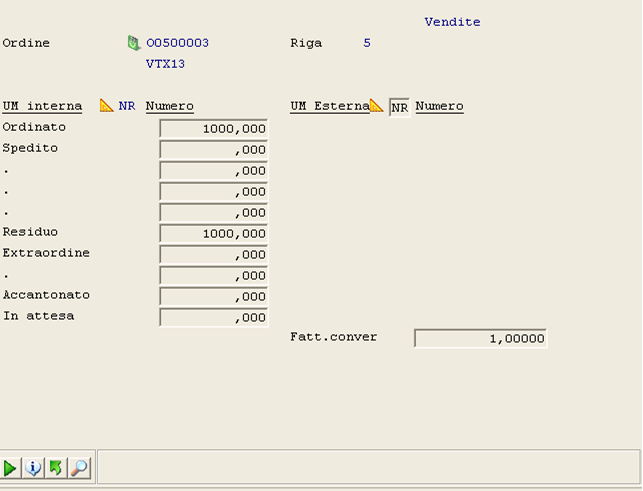 Vendite
Ordine OO500003 Riga 5
VTX13
UM interna NR Numero UM Esterna NR Numero
Ordinato 1000,000
Spedito ,000
. ,000
. ,000
. ,000
Residuo 1000,000
Extraordine ,000
. ,000
Accantonato ,000
In attesa ,000
Fatt.conver 1,00000